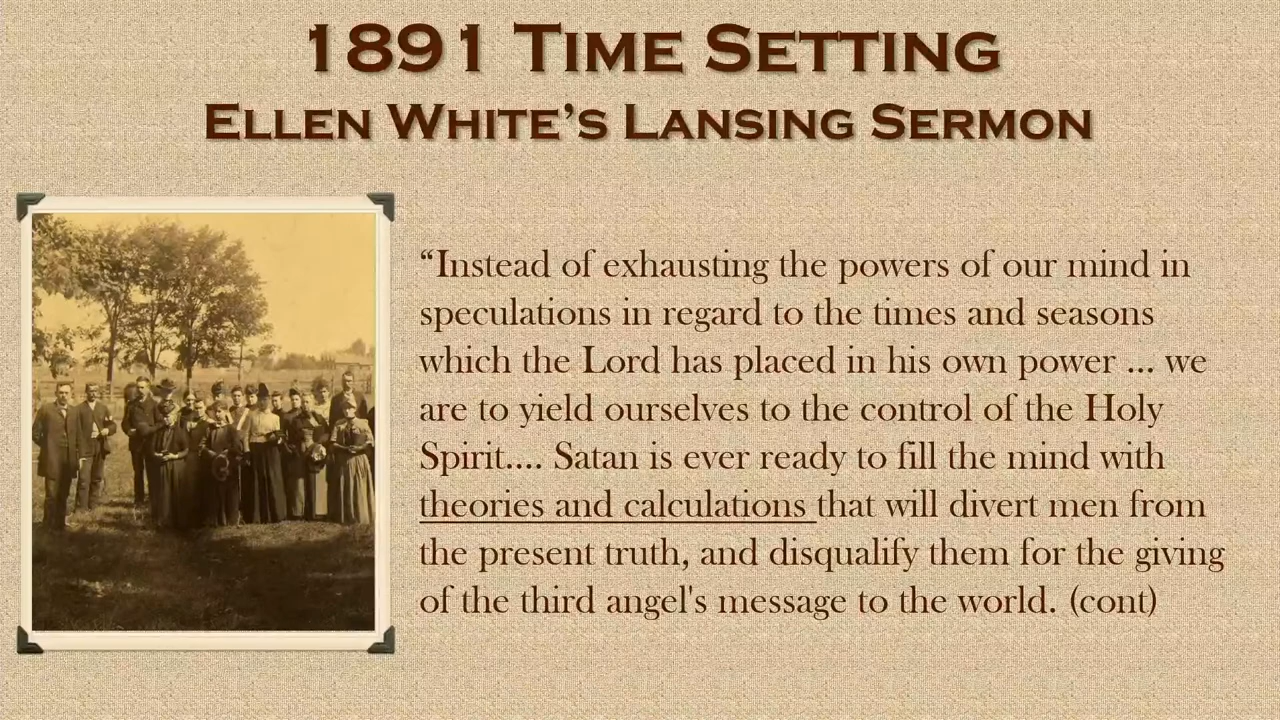 1891 Time Setting
Ellen White’s Lansing Sermon
“Instead of exhausting the powers of our mind in
speculations in regard to the times and seasons
which the Lord has placed in his own power ... we
are to yield ourselves to the control of the Holy
Spirit.... Satan is ever ready to fill the mind with
theories and calculations that will divert men from
the present truth, and disqualify them for the giving
of the third angel's message to the world. (cont)